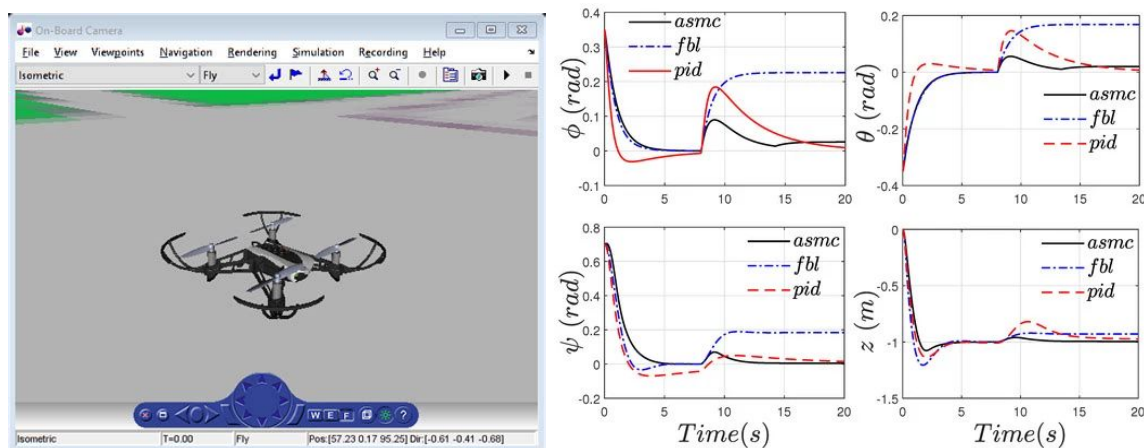 On-Board Camera
File View Viewpoints Navigation Rendering Simulation Recording Help
Isometric Fly
W E F ?
Isometric T=0.00 Fly Pos:[57.23 0.17 95.25] Dir:[-0.61 -0.41 -0.68]
0.4
0.3
0.2
0.1
0
-0.1
ϕ (rad)
asmc
fbl
pid
0 5 10 15 20
0.2
0
-0.2
-0.4
θ (rad)
asmc
fbl
pid
0 5 10 15 20
0.8
0.6
0.4
0.2
0
-0.2
ψ (rad)
asmc
fbl
pid
0 5 10 15 20
Time(s)
0
-0.5
-1
-1.5
z (m)
asmc
fbl
pid
0 5 10 15 20
Time(s)